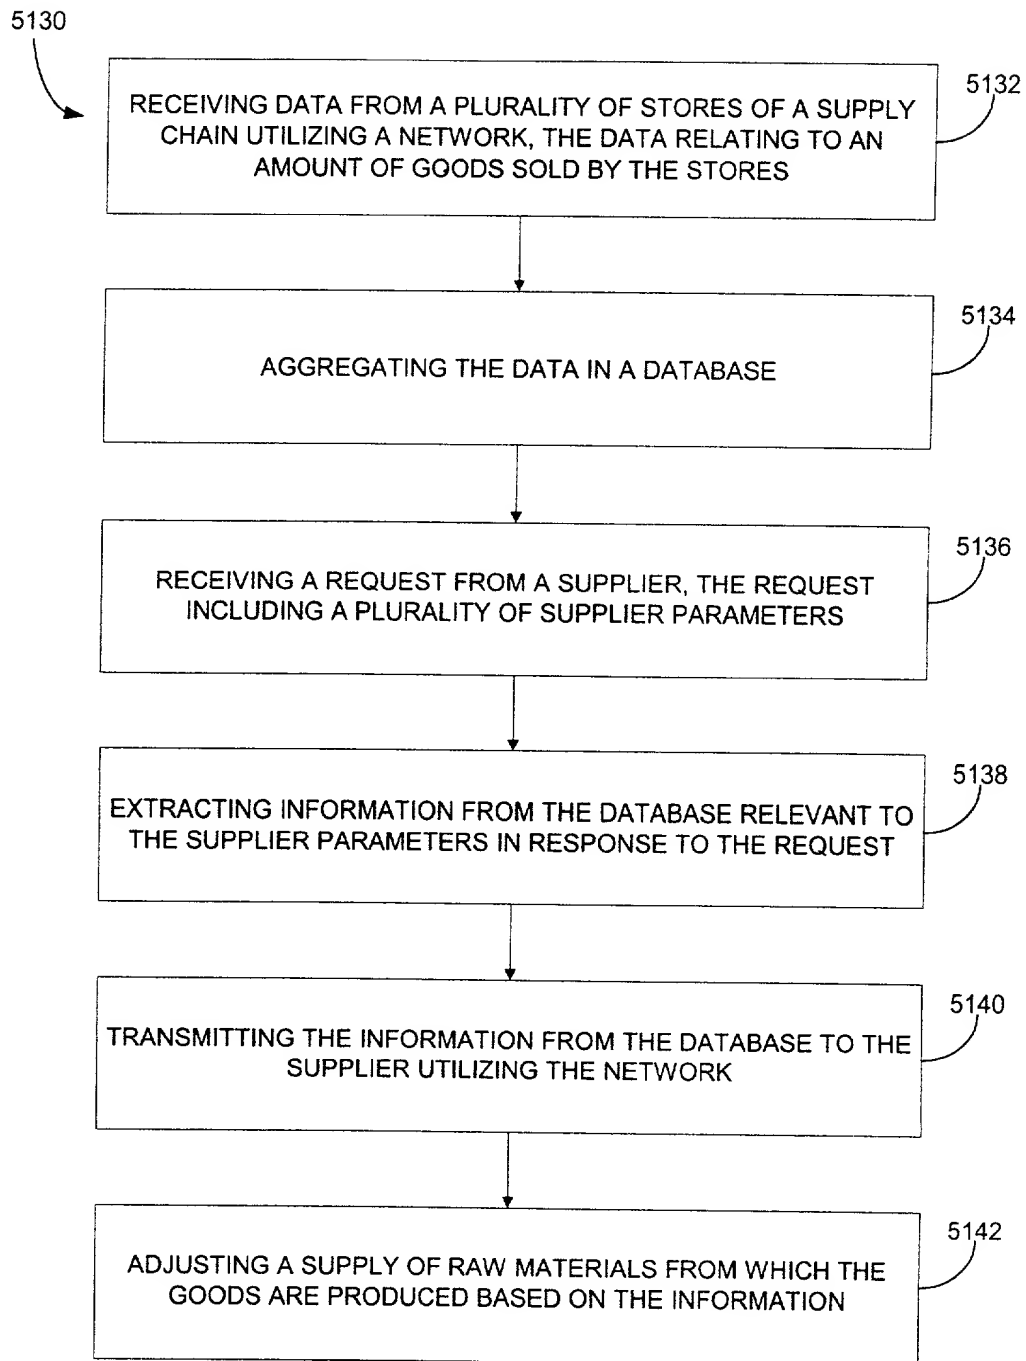 5130
5132
RECEIVING DATA FROM A PLURALITY OF STORES OF A SUPPLY
CHAIN UTILIZING A NETWORK, THE DATA RELATING TO AN
AMOUNT OF GOODS SOLD BY THE STORES
5134
AGGREGATING THE DATA IN A DATABASE
5136
RECEIVING A REQUEST FROM A SUPPLIER, THE REQUEST
INCLUDING A PLURALITY OF SUPPLIER PARAMETERS
5138
EXTRACTING INFORMATION FROM THE DATABASE RELEVANT TO
THE SUPPLIER PARAMETERS IN RESPONSE TO THE REQUEST
5140
TRANSMITTING THE INFORMATION FROM THE DATABASE TO THE
SUPPLIER UTILIZING THE NETWORK
5142
ADJUSTING A SUPPLY OF RAW MATERIALS FROM WHICH THE
GOODS ARE PRODUCED BASED ON THE INFORMATION